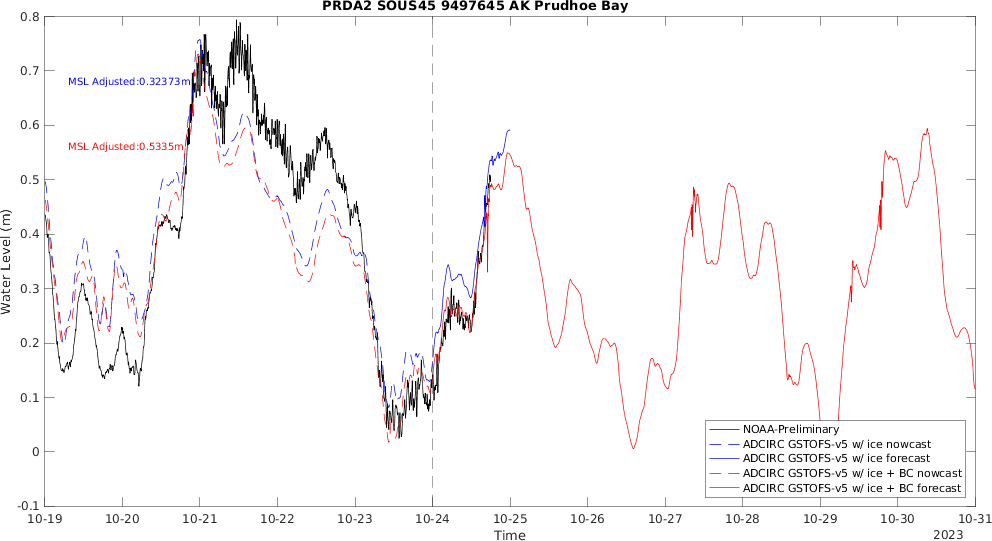 PRDA2 SOUS45 9497645 AK Prudhoe Bay
0.8
0.7
0.6
0.5
0.4
0.3
0.2
0.1
0
-0.1
Water Level (m)
MSL Adjusted:0.32373m
MSL Adjusted:0.5335m
NOAA-Preliminary
ADCIRC GSTOFS-v5 w/ ice nowcast
ADCIRC GSTOFS-v5 w/ ice forecast
ADCIRC GSTOFS-v5 w/ ice + BC nowcast
ADCIRC GSTOFS-v5 w/ ice + BC forecast
10-19 10-20 10-21 10-22 10-23 10-24 10-25 10-26 10-27 10-28 10-29 10-30 10-31
Time
2023